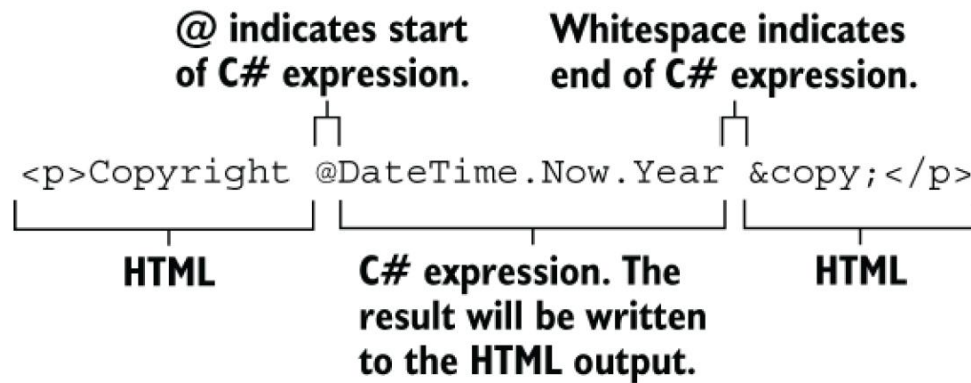 @ indicates start
of C# expression.
Whitespace indicates
end of C# expression.
<p>Copyright @DateTime.Now.Year &copy;</p>
HTML
C# expression. The
result will be written
to the HTML output.
HTML